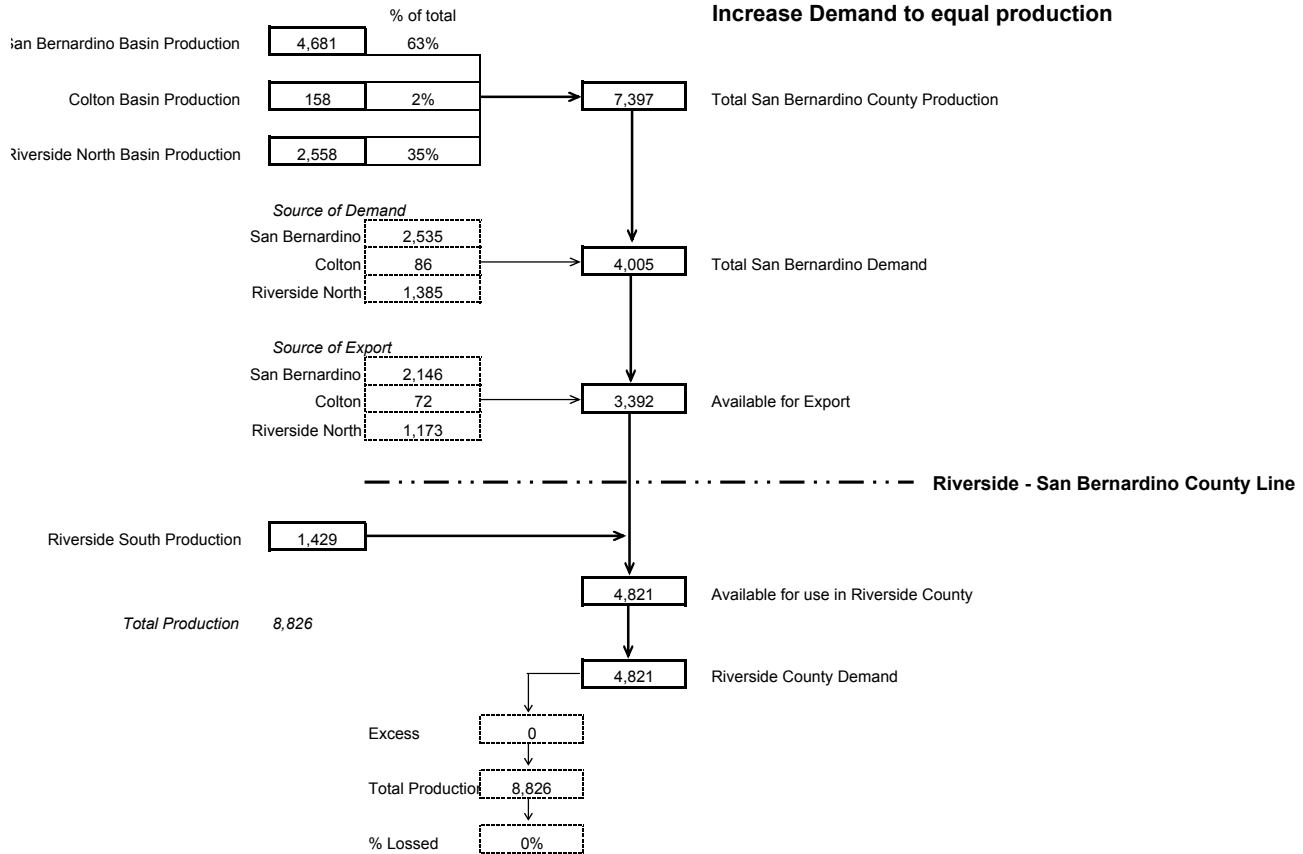 % of total
Increase Demand to equal production
San Bernardino Basin Production 4,681 63%
Colton Basin Production 158 2% 7,397 Total San Bernardino County Production
Riverside North Basin Production 2,558 35%
Source of Demand
San Bernardino 2,535
Colton 86 4,005 Total San Bernardino Demand
Riverside North 1,385
Source of Export
San Bernardino 2,146
Colton 72 3,392 Available for Export
Riverside North 1,173
Riverside - San Bernardino County Line
Riverside South Production 1,429
4,821 Available for use in Riverside County
Total Production 8,826
4,821 Riverside County Demand
Excess 0
Total Production 8,826
% Lossed 0%